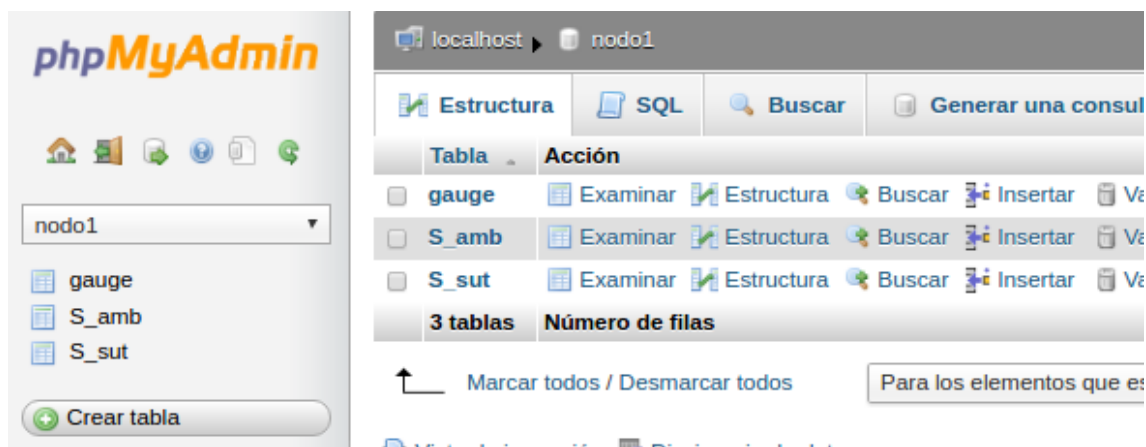 phpMyAdmin
nodo1
gauge
S_amb
S_sut
Crear tabla
localhost nodo1
Estructura SQL Buscar Generar una
Tabla Acción
gauge Examinar Estructura Buscar Insertar
S_amb Examinar Estructura Buscar Insertar
S_sut Examinar Estructura Buscar Insertar
3 tablas Número de filas
Marcar todos / Desmarcar todos Para los elementos que